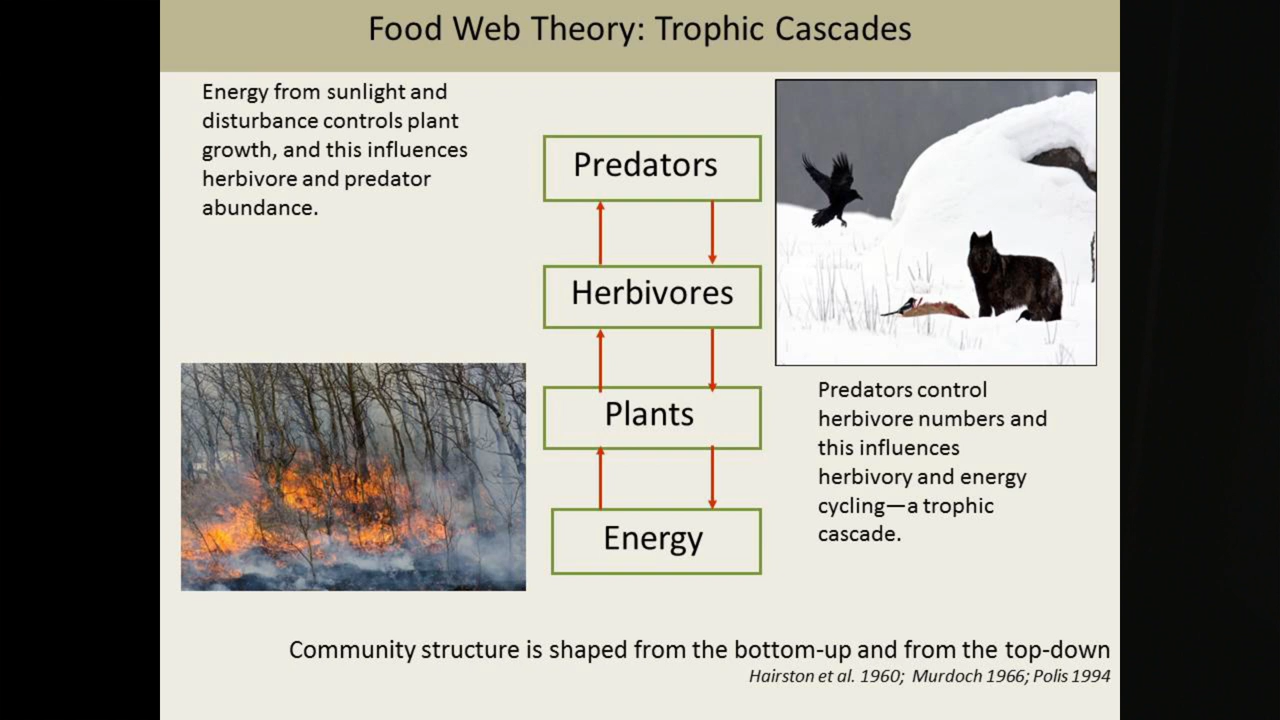 Food Web Theory: Trophic Cascades
Energy from sunlight and
disturbance controls plant
growth, and this influences
herbivore and predator
abundance.
Predators
Herbivores
Plants
Energy
Predators control
herbivore numbers and
this influences
herbivory and energy
cycling—a trophic
cascade.
Community structure is shaped from the bottom-up and from the top-down
Hairston et al. 1960; Murdoch 1966; Polis 1994